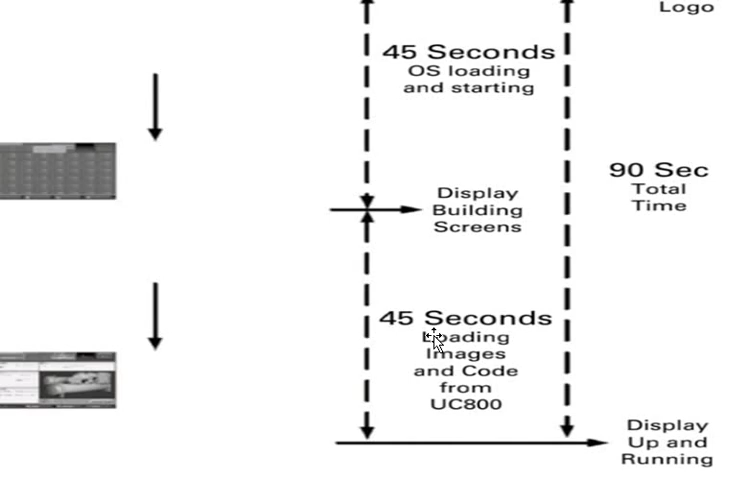 Logo
45 Seconds
OS loading
and starting
90 Sec
Total
Time
Display
Building
Screens
45 Seconds
Loading
Images
and Code
from
UC800
Display
Up and
Running